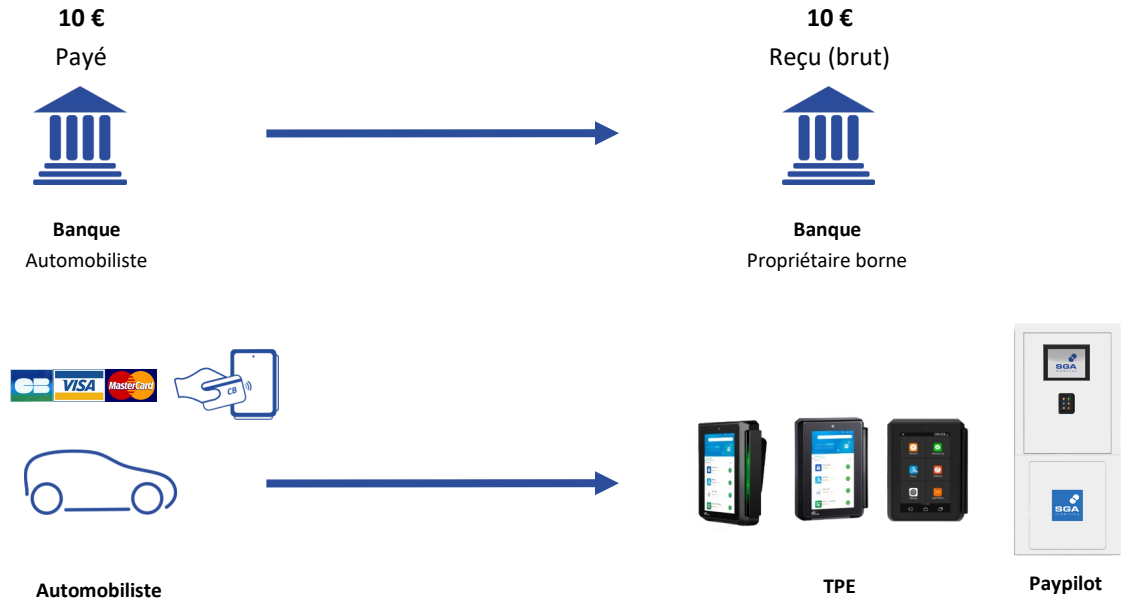 10 €
10 €
Payé
Reçu (brut)
Banque
Automobiliste
Banque
Propriétaire borne
CB
VISA
MasterCard
CB
SGA
SGA
Automobiliste
TPE
Paypilot